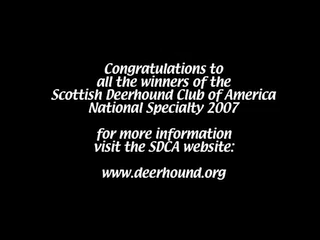 Congratulations to
all the winners of the
Scottish Deerhound Club of America
National Specialty 2007
for more information
visit the SDCA website:
www.deerhound.org